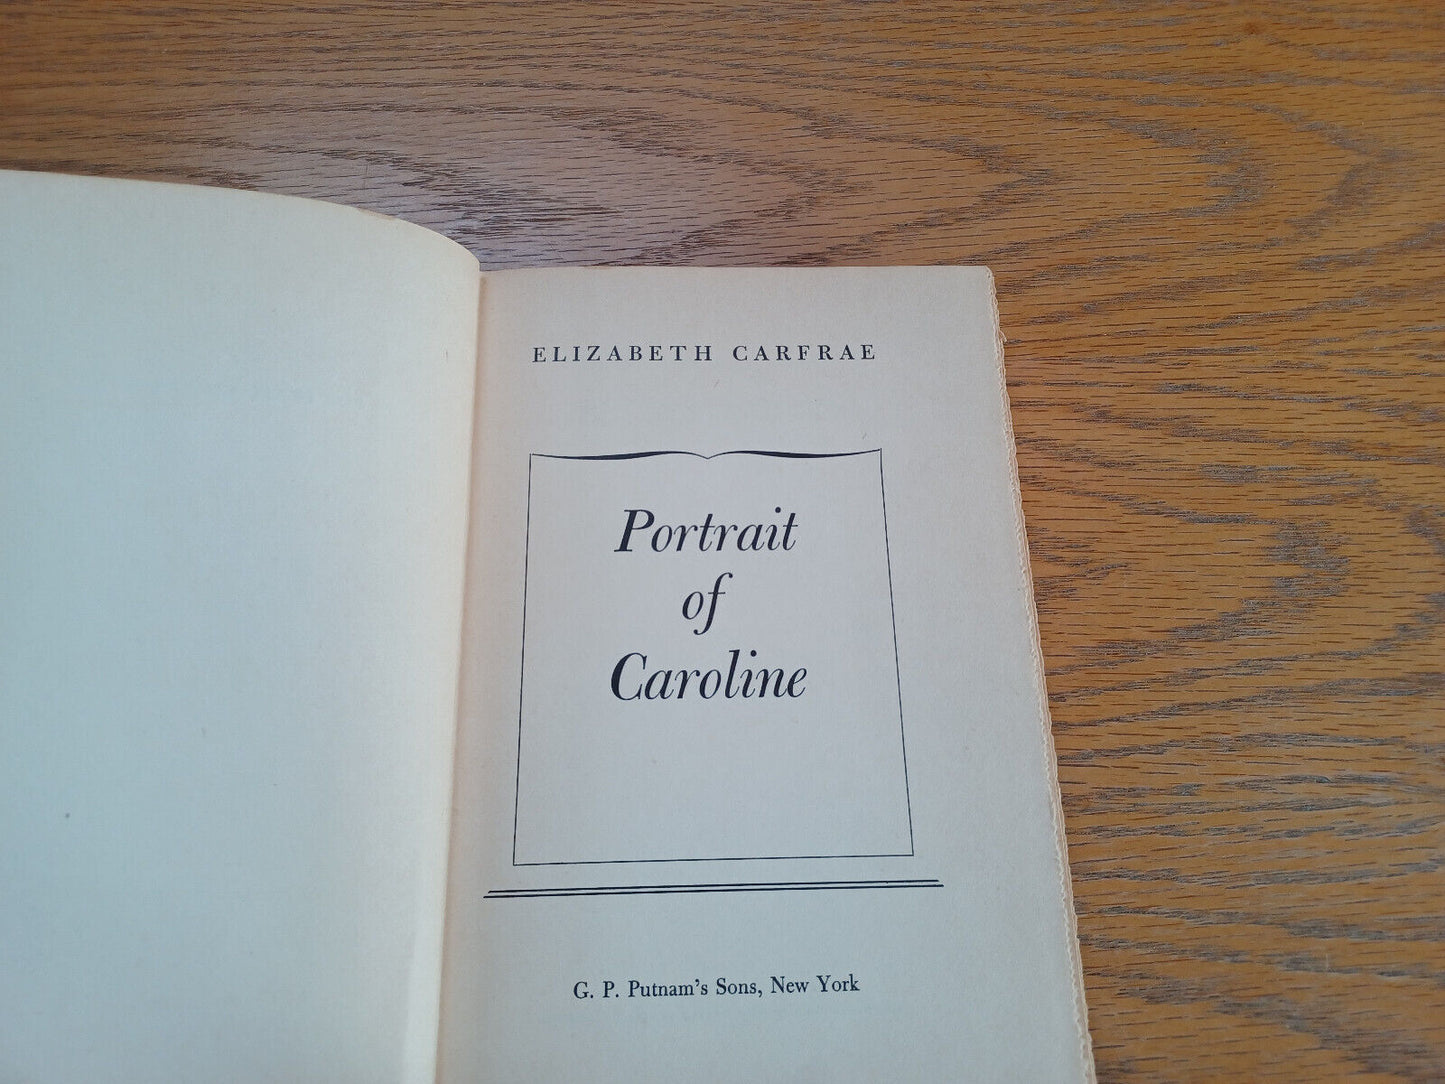 ELIZABETH CARFRAE
Portrait
of
Caroline
G. P. Putnam's Sons, New York